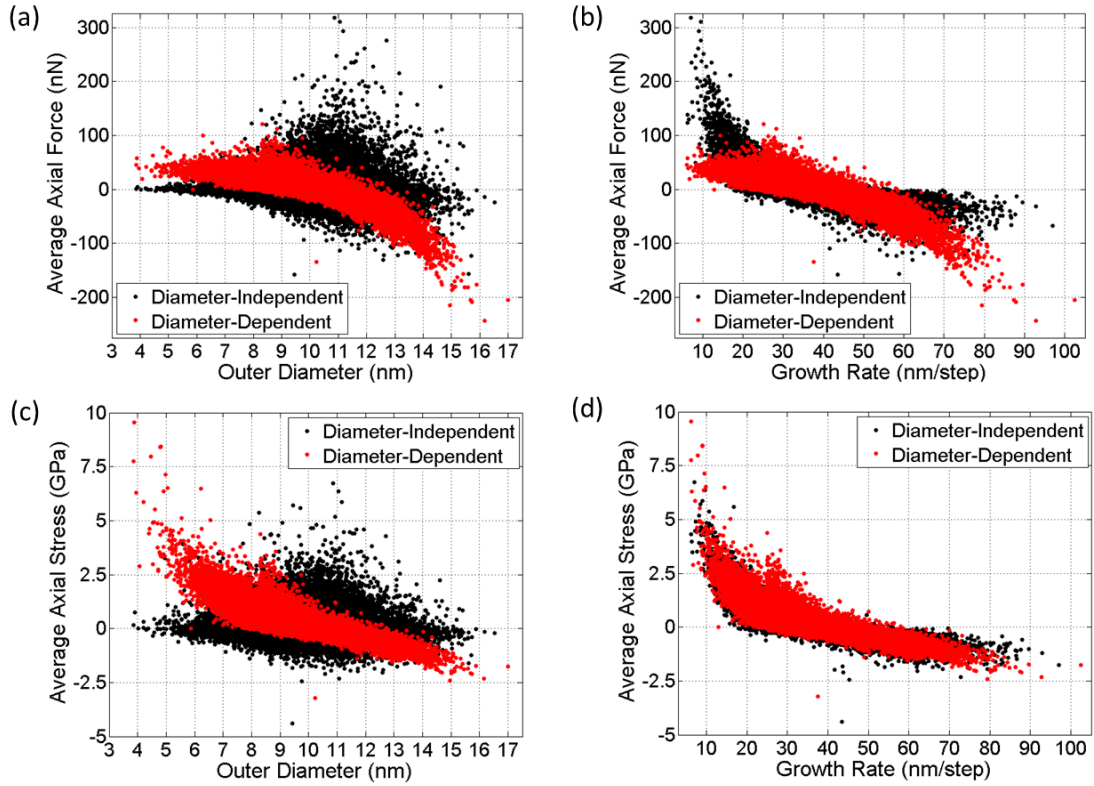 (a)
Average Axial Force (nN)
300
200
100
0
-100
-200
Diameter-Independent
Diameter-Dependent
3 4 5 6 7 8 9 10 11 12 13 14 15 16 17
Outer Diameter (nm)
(b)
Average Axial Force (nN)
300
200
100
0
-100
-200
Diameter-Independent
Diameter-Dependent
10 20 30 40 50 60 70 80 90 100
Growth Rate (nm/step)
(c)
Average Axial Stress (GPa)
10
7.5
5
2.5
0
-2.5
-5
Diameter-Independent
Diameter-Dependent
3 4 5 6 7 8 9 10 11 12 13 14 15 16 17
Outer Diameter (nm)
(d)
Average Axial Stress (GPa)
10
7.5
5
2.5
0
-2.5
-5
Diameter-Independent
Diameter-Dependent
10 20 30 40 50 60 70 80 90 100
Growth Rate (nm/step)